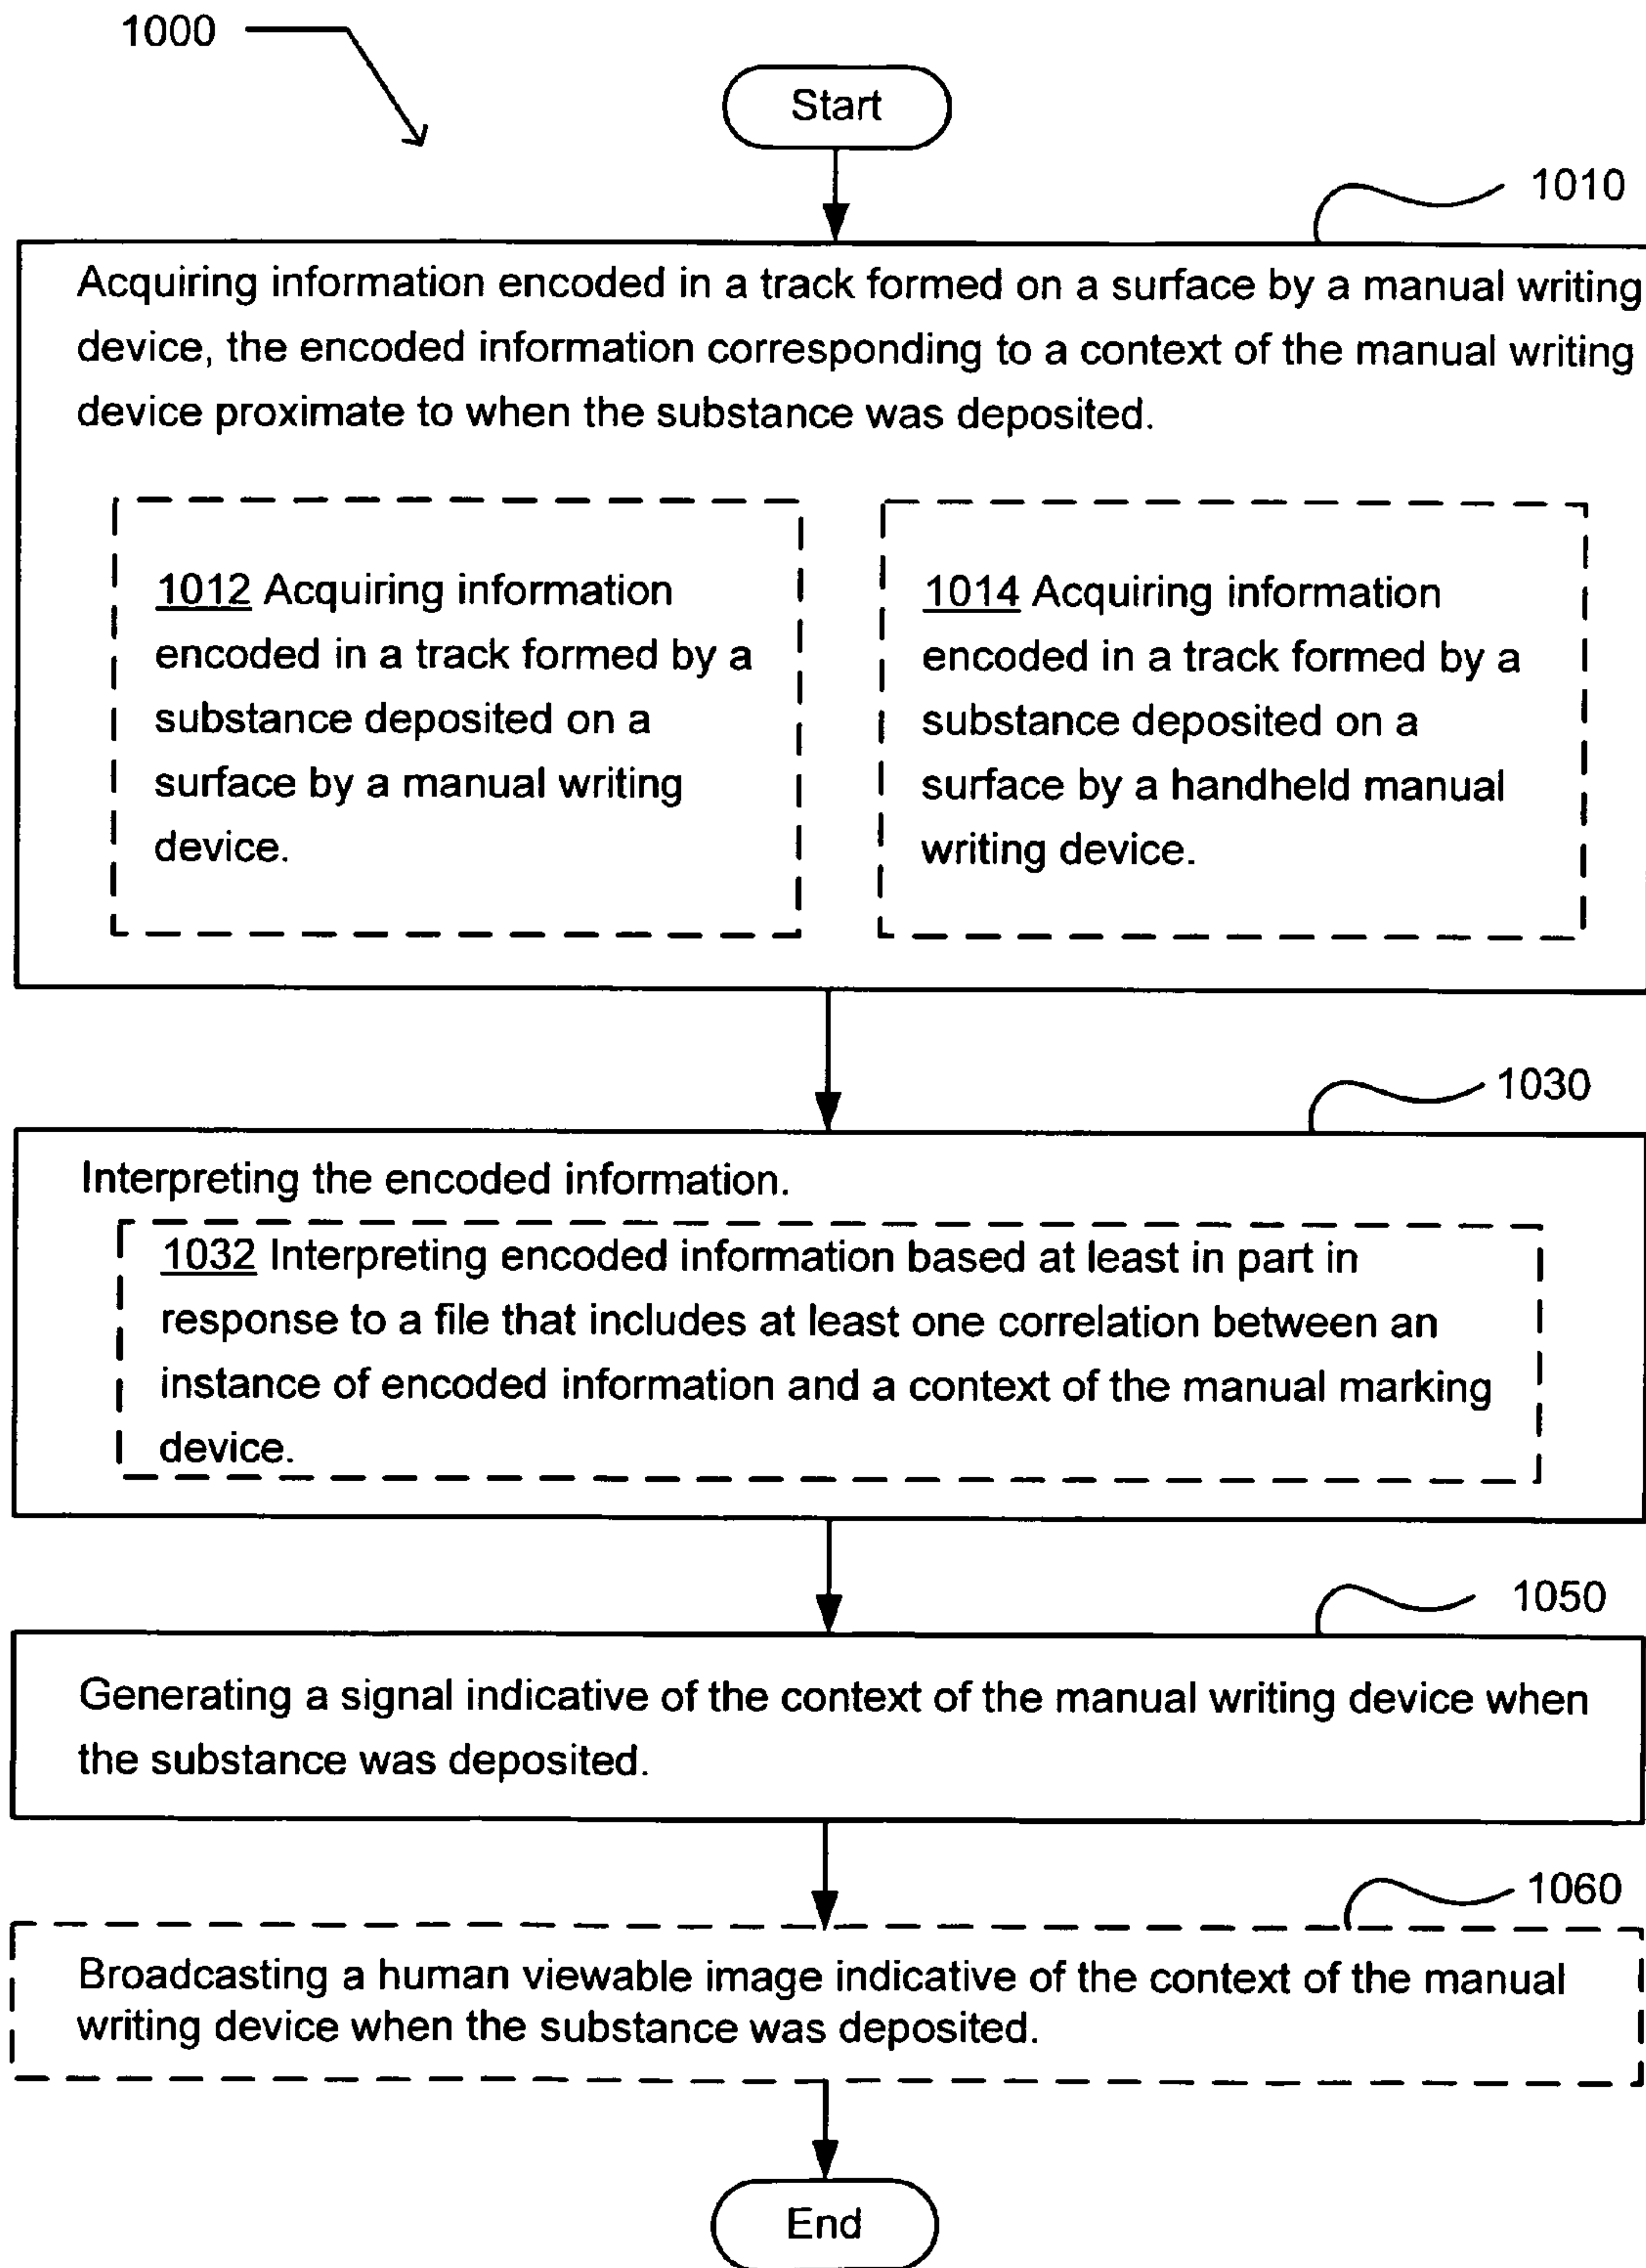 1000
Start
1010
Acquiring information encoded in a track formed on a surface by a manual writing
device, the encoded information corresponding to a context of the manual writing
device proximate to when the substance was deposited.
1012 Acquiring information
encoded in a track formed by a
substance deposited on a
surface by a manual writing
device.
1014 Acquiring information
encoded in a track formed by a
substance deposited on a
surface by a handheld manual
writing device.
1030
Interpreting the encoded information.
1032 Interpreting encoded information based at least in part in
response to a file that includes at least one correlation between an
instance of encoded information and a context of the manual marking
device.
1050
Generating a signal indicative of the context of the manual writing device when
the substance was deposited.
1060
Broadcasting a human viewable image indicative of the context of the manual
writing device when the substance was deposited.
End